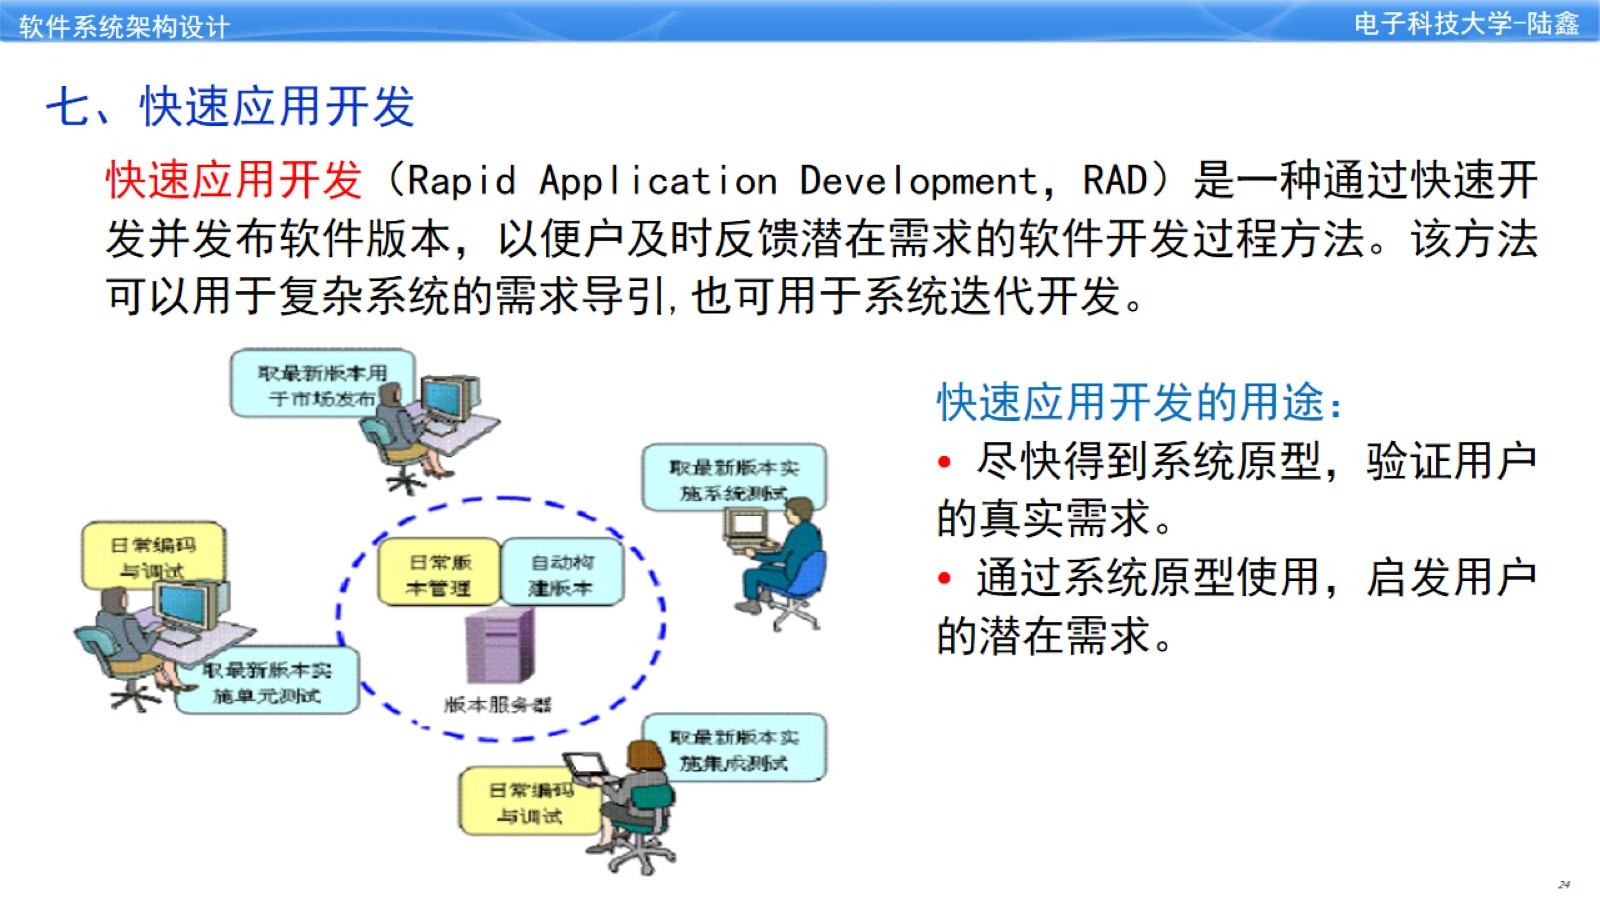 软件系统架构设计
电子科技大学-陆鑫
七、快速应用开发
快速应用开发（Rapid Application Development，RAD）是一种通过快速开
发并发布软件版本，以便户及时反馈潜在需求的软件开发过程方法。该方法
可以用于复杂系统的需求导引,也可用于系统迭代开发。
取最新版本用
于市场发布
取最新版本实
施系统测试
日常编码
与调试
日常版
本管理
自动构
建版本
取最新版本实
施单元测试
版本服务器
取最新版本实
施集成测试
日常编码
与调试
快速应用开发的用途：
• 尽快得到系统原型，验证用户
的真实需求。
• 通过系统原型使用，启发用户
的潜在需求。
24